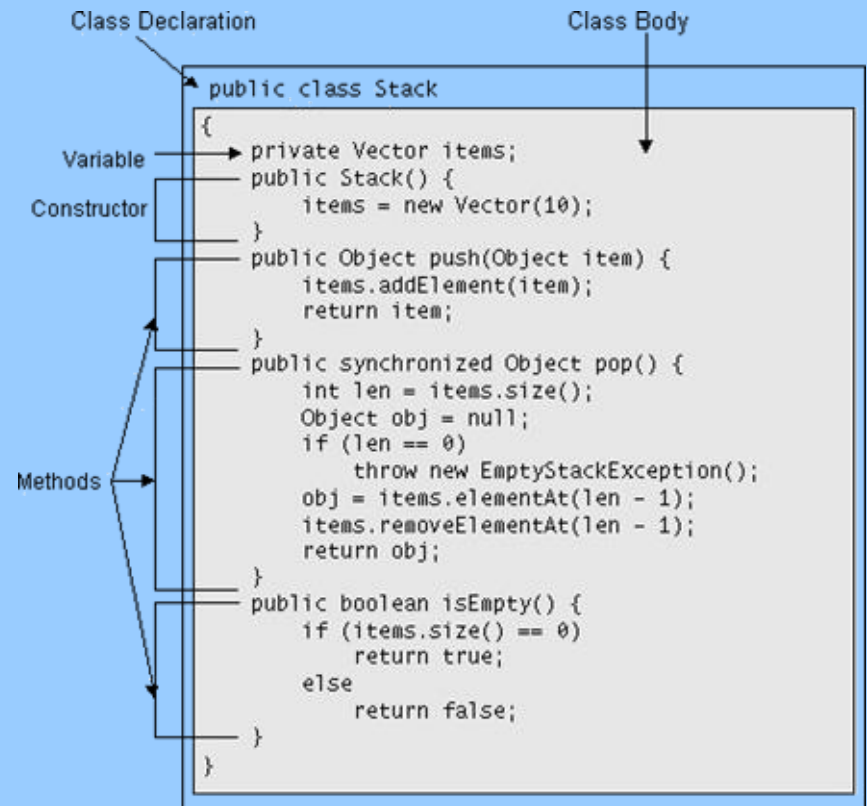 Class Declaration
Class Body
public class Stack
{
Variable
private Vector items;
Constructor
public Stack() {
items = new Vector(10);
}
public Object push(Object item) {
items.addElement(item);
return item;
}
public synchronized Object pop() {
int len = items.size();
Object obj = null;
if (len == 0)
throw new EmptyStackException();
Methods
obj = items.elementAt(len - 1);
items.removeElementAt(len - 1);
return obj;
}
public boolean isEmpty() {
if (items.size() == 0)
return true;
else
return false;
}
}